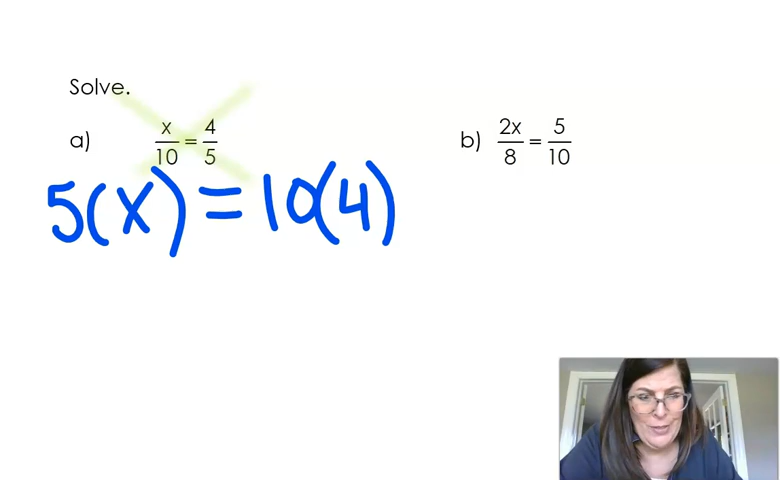 Solve.
a) x/10 = 4/5
5(x) = 10(4)
b) 2x/8 = 5/10